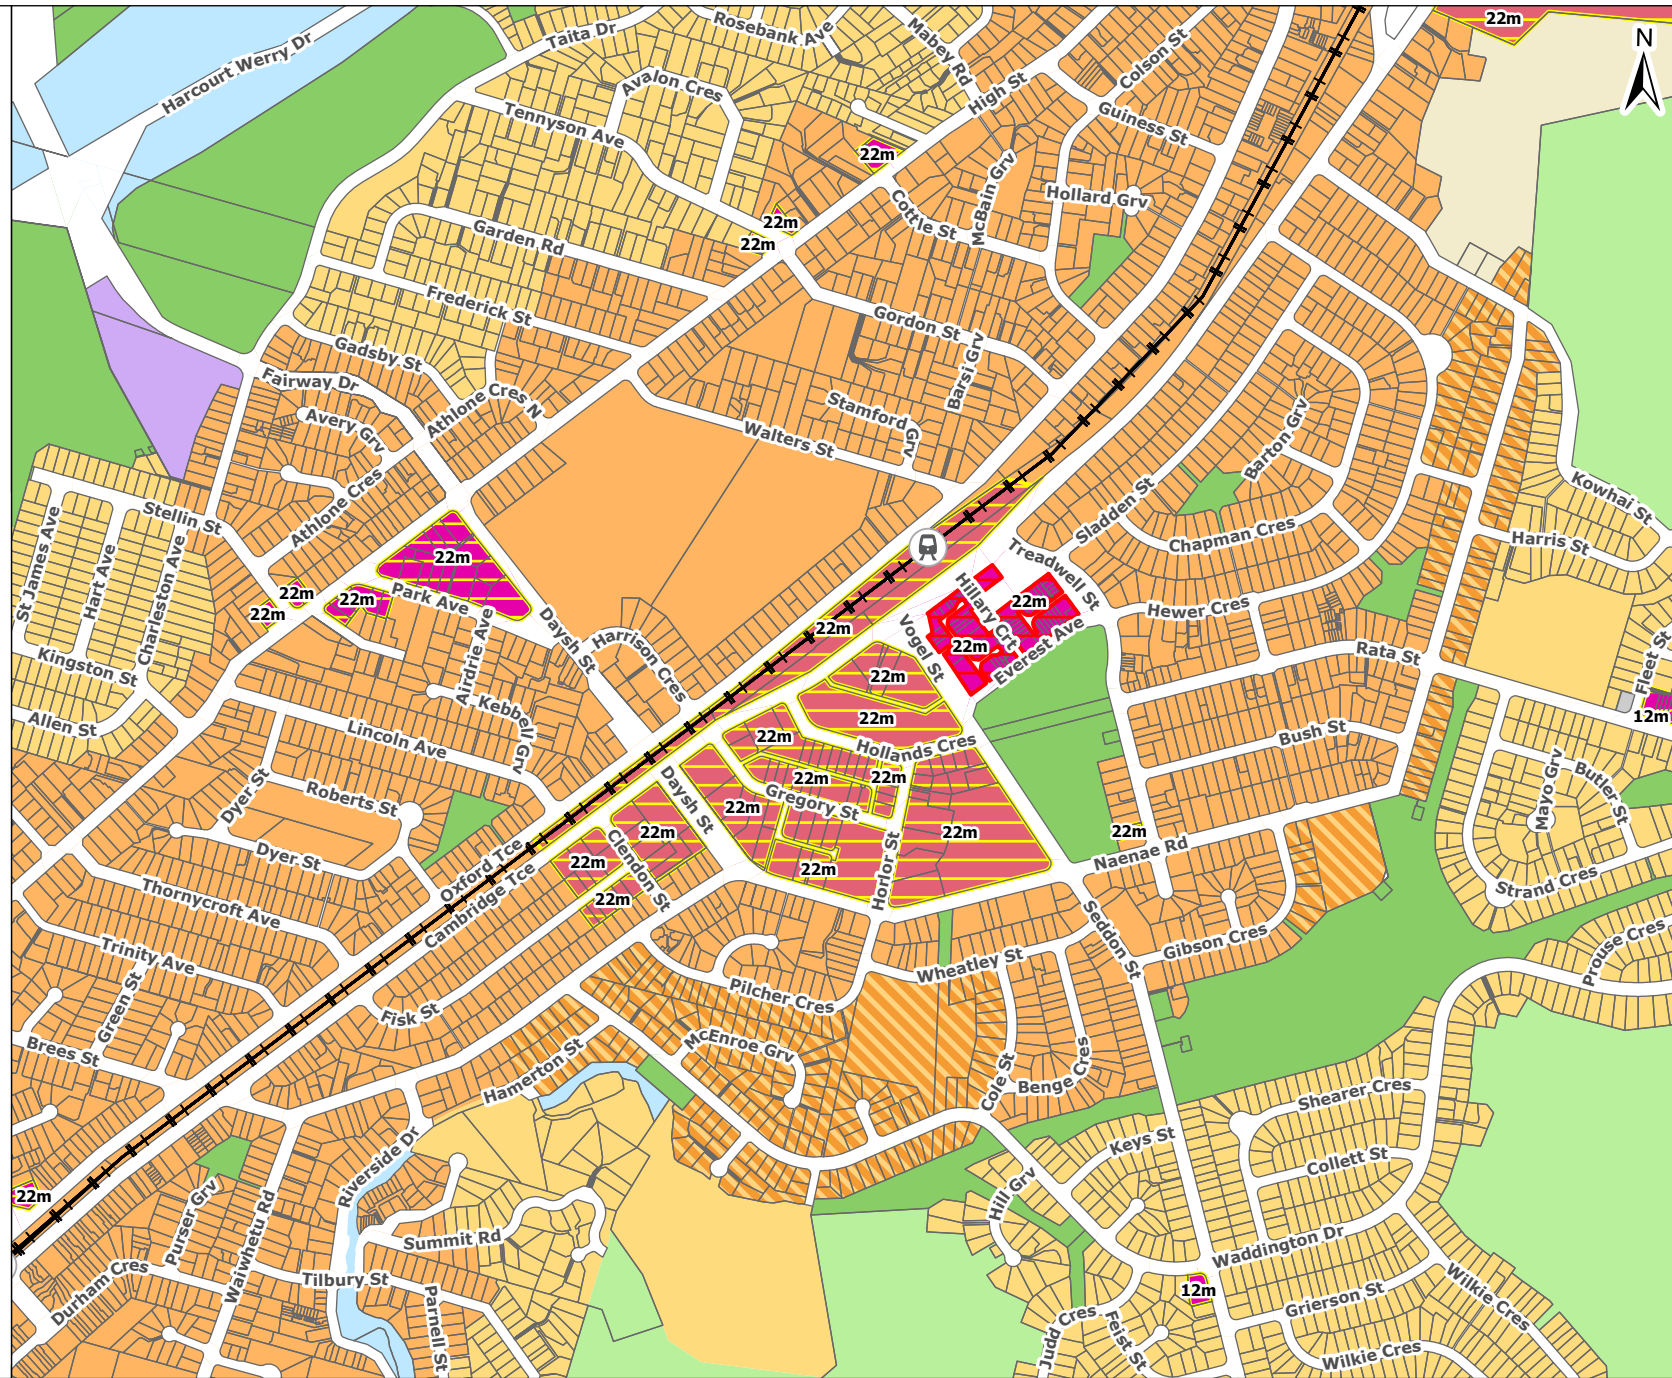 22m
N
Harcourt Werry Dr
Taita Dr
Rosebank Ave
Mabey Rd
High St
Colson St
Guiness St
Avalon Cres
Tennyson Ave
22m
Hollard Grv
McBain Grv
Cottle St
22m
22m
Garden Rd
Frederick St
Gordon St
Barsi Grv
Gadsby St
Fairway Dr
Athlone Cres N
Avery Grv
Stamford Grv
Walters St
Barton Grv
Athlone Cres
Stellin St
Sladden St
Kowhai St
Chapman Cres
Harris St
St James Ave
Hart Ave
Charleston Ave
22m
Treadwell St
22m
22m
22m
Park Ave
Hillary Crt
22m
Hewer Cres
Airdrie Ave
Daysh St
Harrison Cres
22m
Vogel St
22m
Everest Ave
Rata St
Fleet St
Kingston St
22m
Kebbell Grv
12m
Allen St
Lincoln Ave
22m
22m
Hollands Cres
Bush St
Dyer St
Roberts St
Daysh St
22m
22m
Gregory St
22m
22m
22m
22m
Mayo Grv
Butler St
Dyer St
Oxford Tce
Cambridge Tce
22m
Clendon St
22m
22m
Horlor St
Naenae Rd
Strand Cres
Thornycroft Ave
Trinity Ave
Seddon St
Gibson Cres
Wheatley St
Prouse Cres
Green St
Fisk St
Pilcher Cres
Brees St
Hamerton St
McEnroe Grv
Cole St
Benge Cres
Shearer Cres
Keys St
Collett St
Riverside Dr
22m
Purser Grv
Waiwhetu Rd
Hill Grv
Summit Rd
Waddington Dr
Durham Cres
Tilbury St
12m
Grierson St
Wilkie Cres
Parnell St
Judd Cres
Feist St
Wilkie Cres